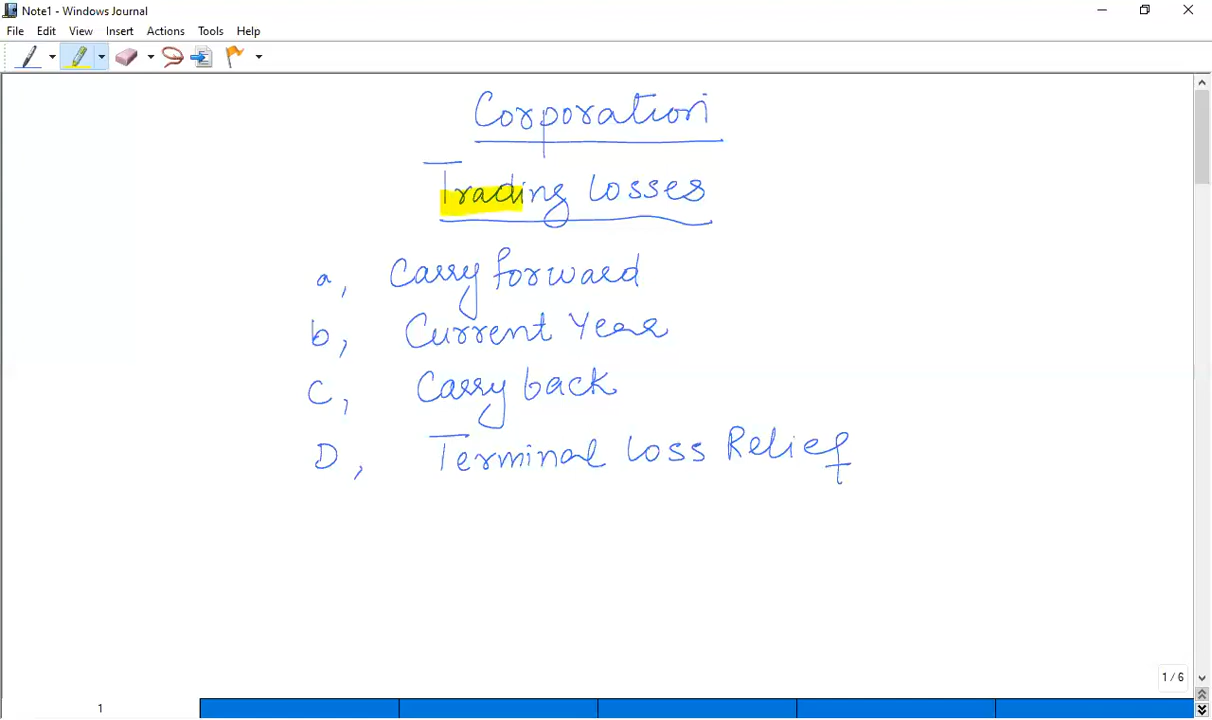 Note1 - Windows Journal
File Edit View Insert Actions Tools Help
Corporation
Trading Losses
a, Carry forward
b, Current Year
C, Carry back
D, Terminal Loss Relief
1 / 6
1